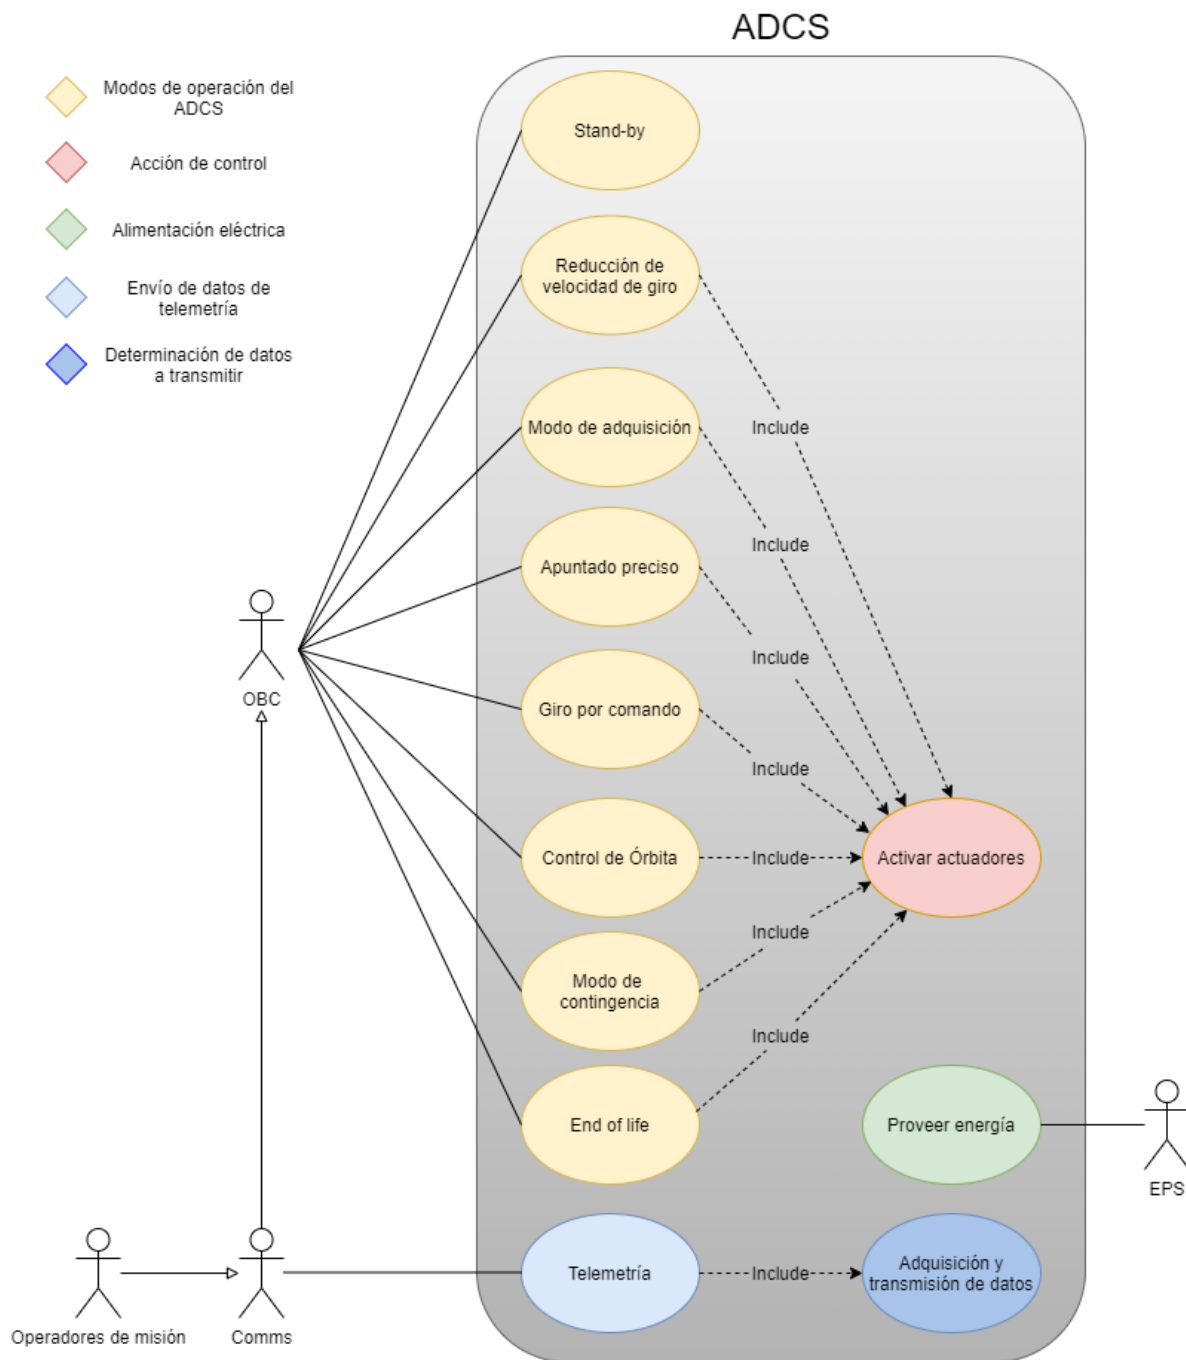 ADCS
Modos de operación del
ADCS
Acción de control
Alimentación eléctrica
Envío de datos de
telemetría
Determinación de datos
a transmitir
Stand-by
Reducción de
velocidad de giro
Modo de adquisición
Include
Include
Apuntado preciso
Include
OBC
Giro por comando
Include
Control de Órbita
Include
Activar actuadores
Include
Modo de
contingencia
Include
End of life
Proveer energía
EPS
Telemetría
Include
Adquisición y
transmisión de datos
Operadores de misión
Comms